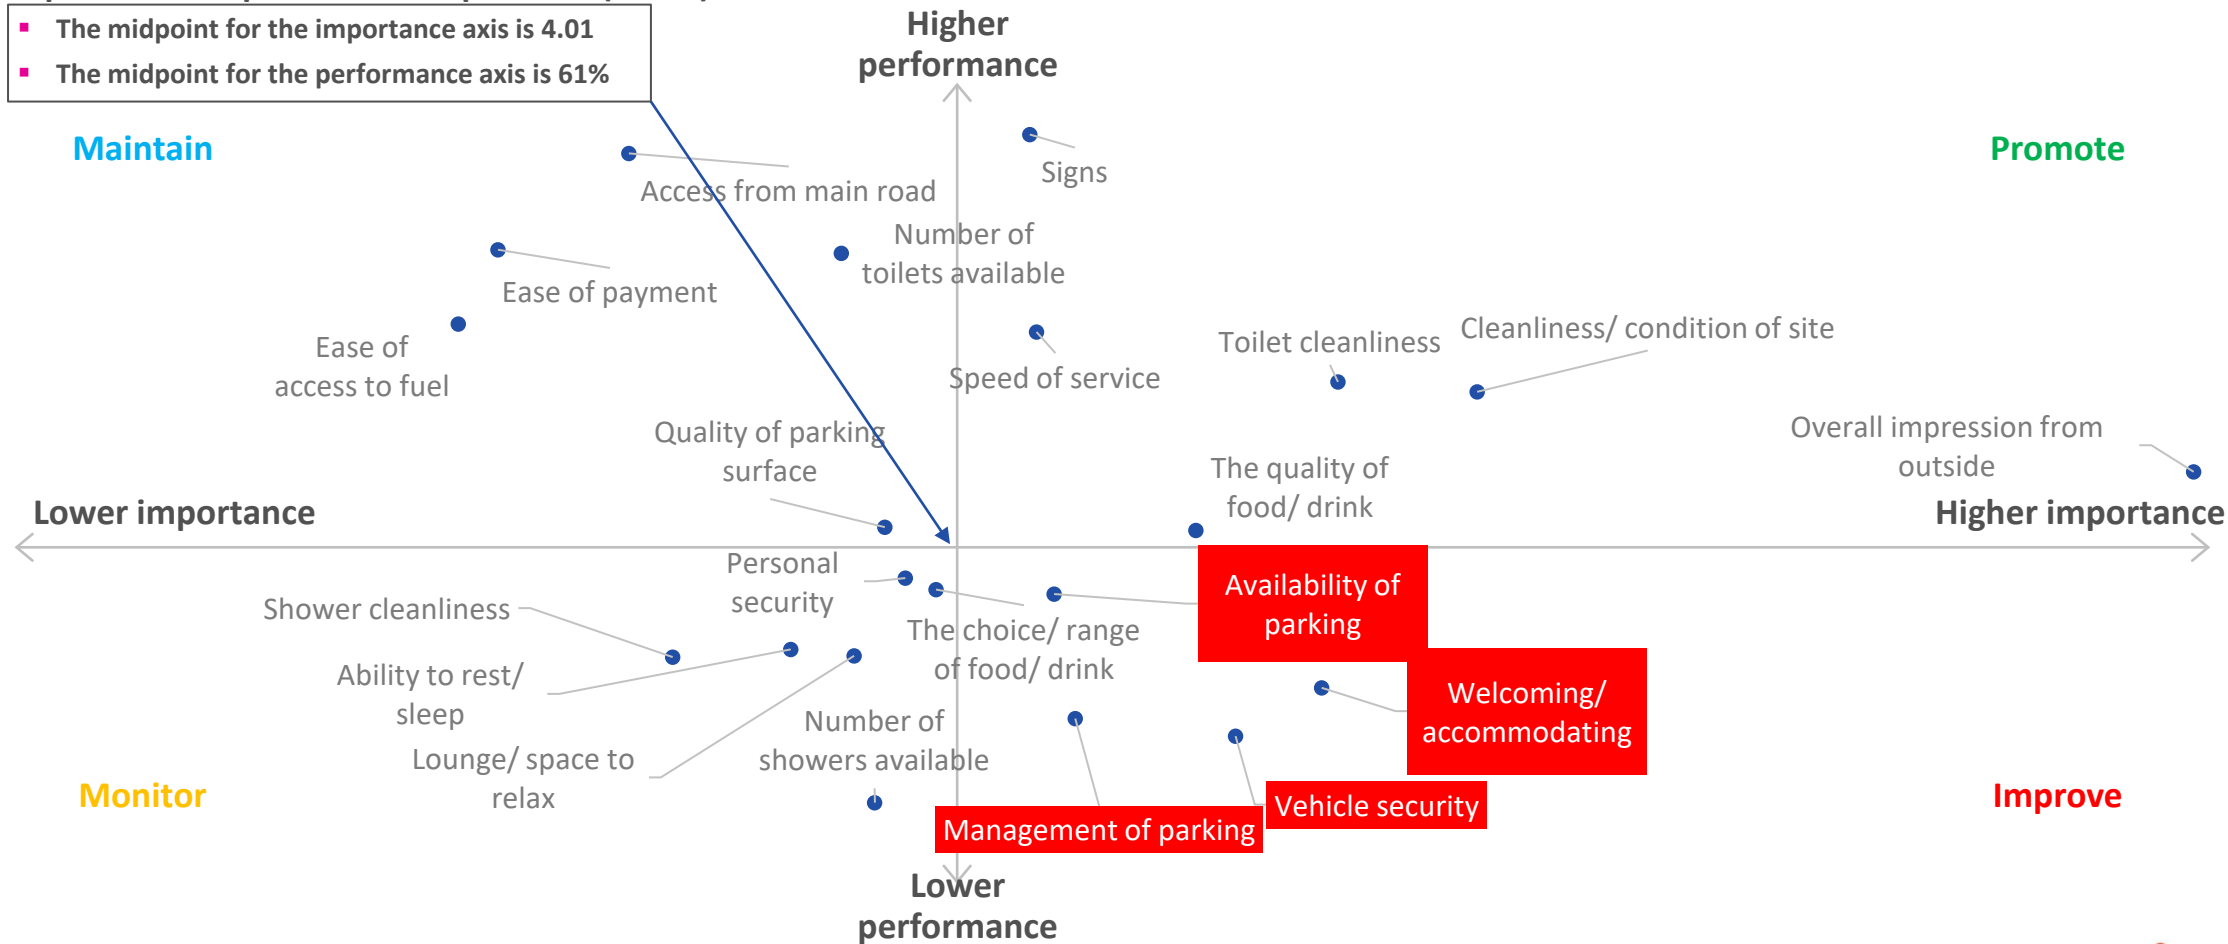 The midpoint for the importance axis is 4.01
The midpoint for the performance axis is 61%
Higher
performance
Maintain
Promote
Signs
Access from main road
Number of
toilets available
Ease of payment
Ease of
access to fuel
Speed of service
Toilet cleanliness
Cleanliness/ condition of site
Quality of parking
surface
The quality of
food/ drink
Overall impression from
outside
Lower importance
Higher importance
Personal
security
Shower cleanliness
The choice/ range
of food/ drink
Availability of
parking
Ability to rest/
sleep
Welcoming/
accommodating
Lounge/ space to
relax
Number of
showers available
Monitor
Management of parking
Vehicle security
Improve
Lower
performance